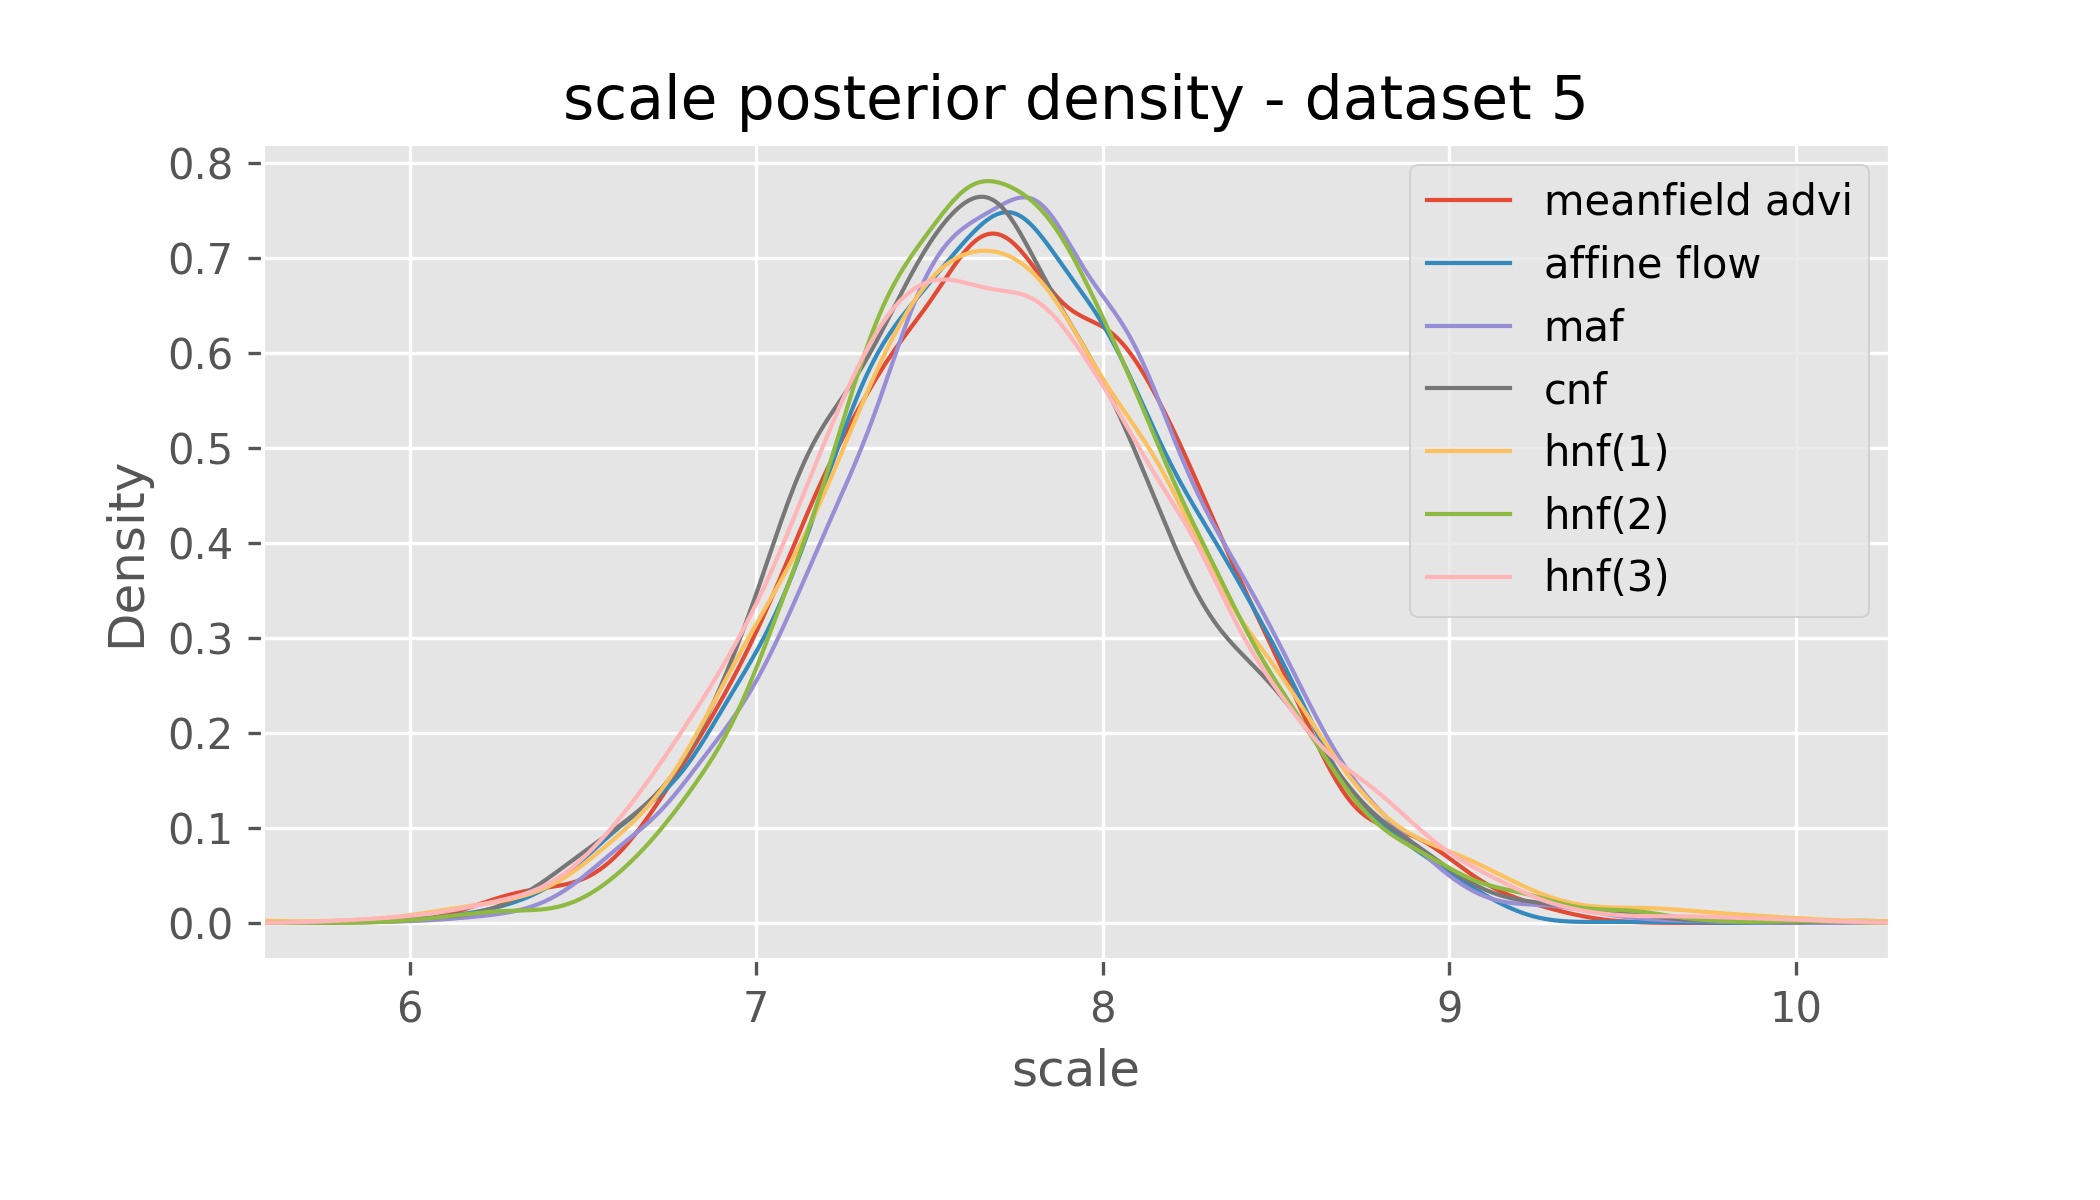 scale posterior density - dataset 5
0.8
0.7
0.6
0.5
0.4
0.3
0.2
0.1
0.0
Density
meanfield advi
affine flow
maf
cnf
hnf(1)
hnf(2)
hnf(3)
6 7 8 9 10
scale